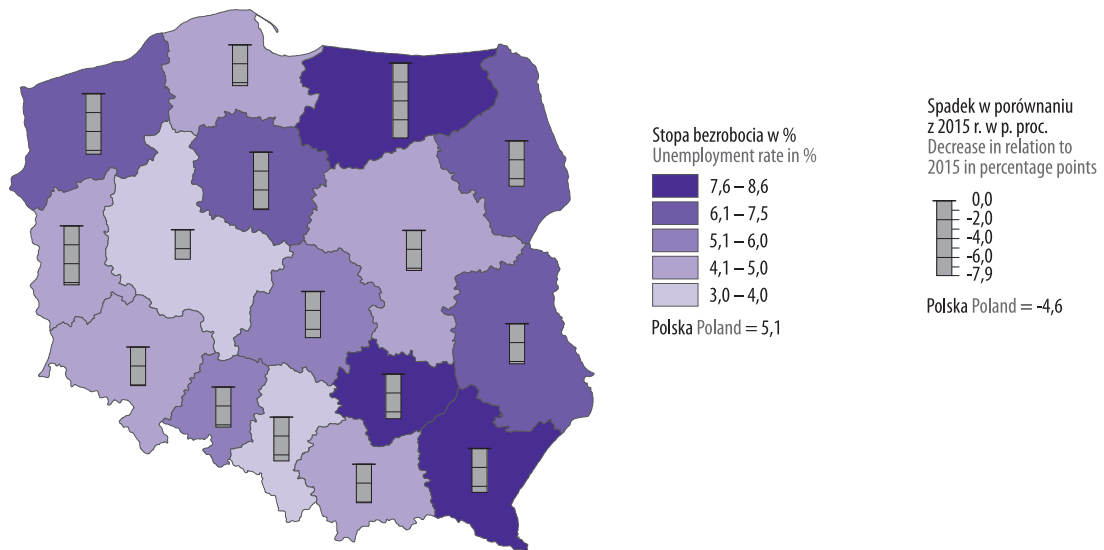 Stopa bezrobocia w %
Unemployment rate in %
7,6 – 8,6
6,1 – 7,5
5,1 – 6,0
4,1 – 5,0
3,0 – 4,0
Polska Poland = 5,1
Spadek w porównaniu
z 2015 r. w p. proc.
Decrease in relation to
2015 in percentage points
0,0
-2,0
-4,0
-6,0
-7,9
Polska Poland = -4,6